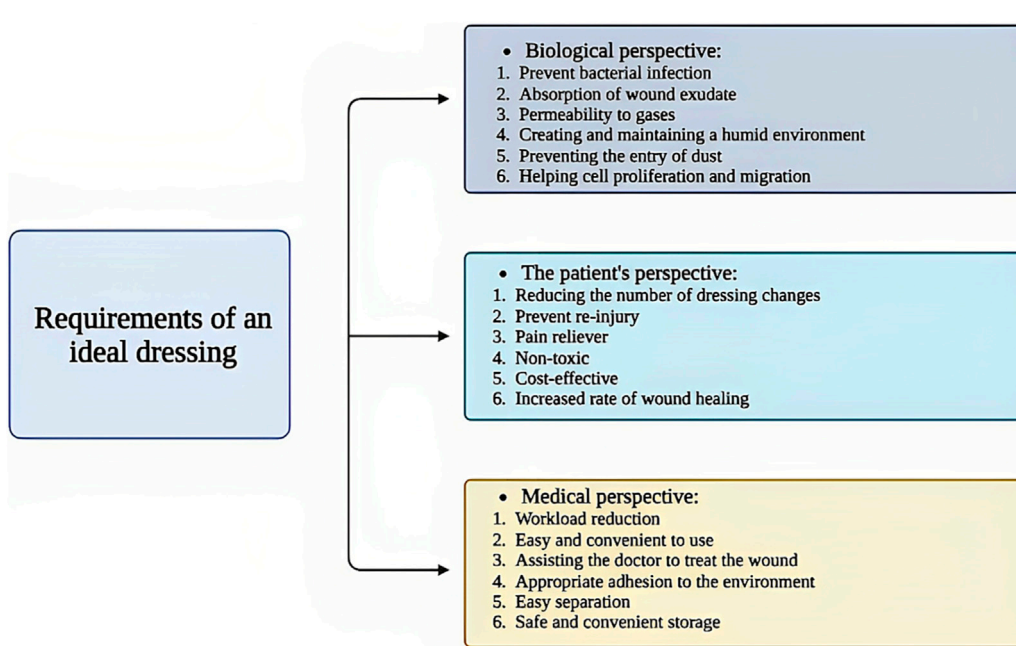 Requirements of an
ideal dressing
• Biological perspective:
1. Prevent bacterial infection
2. Absorption of wound exudate
3. Permeability to gases
4. Creating and maintaining a humid environment
5. Preventing the entry of dust
6. Helping cell proliferation and migration
• The patient's perspective:
1. Reducing the number of dressing changes
2. Prevent re-injury
3. Pain reliever
4. Non-toxic
5. Cost-effective
6. Increased rate of wound healing
• Medical perspective:
1. Workload reduction
2. Easy and convenient to use
3. Assisting the doctor to treat the wound
4. Appropriate adhesion to the environment
5. Easy separation
6. Safe and convenient storage